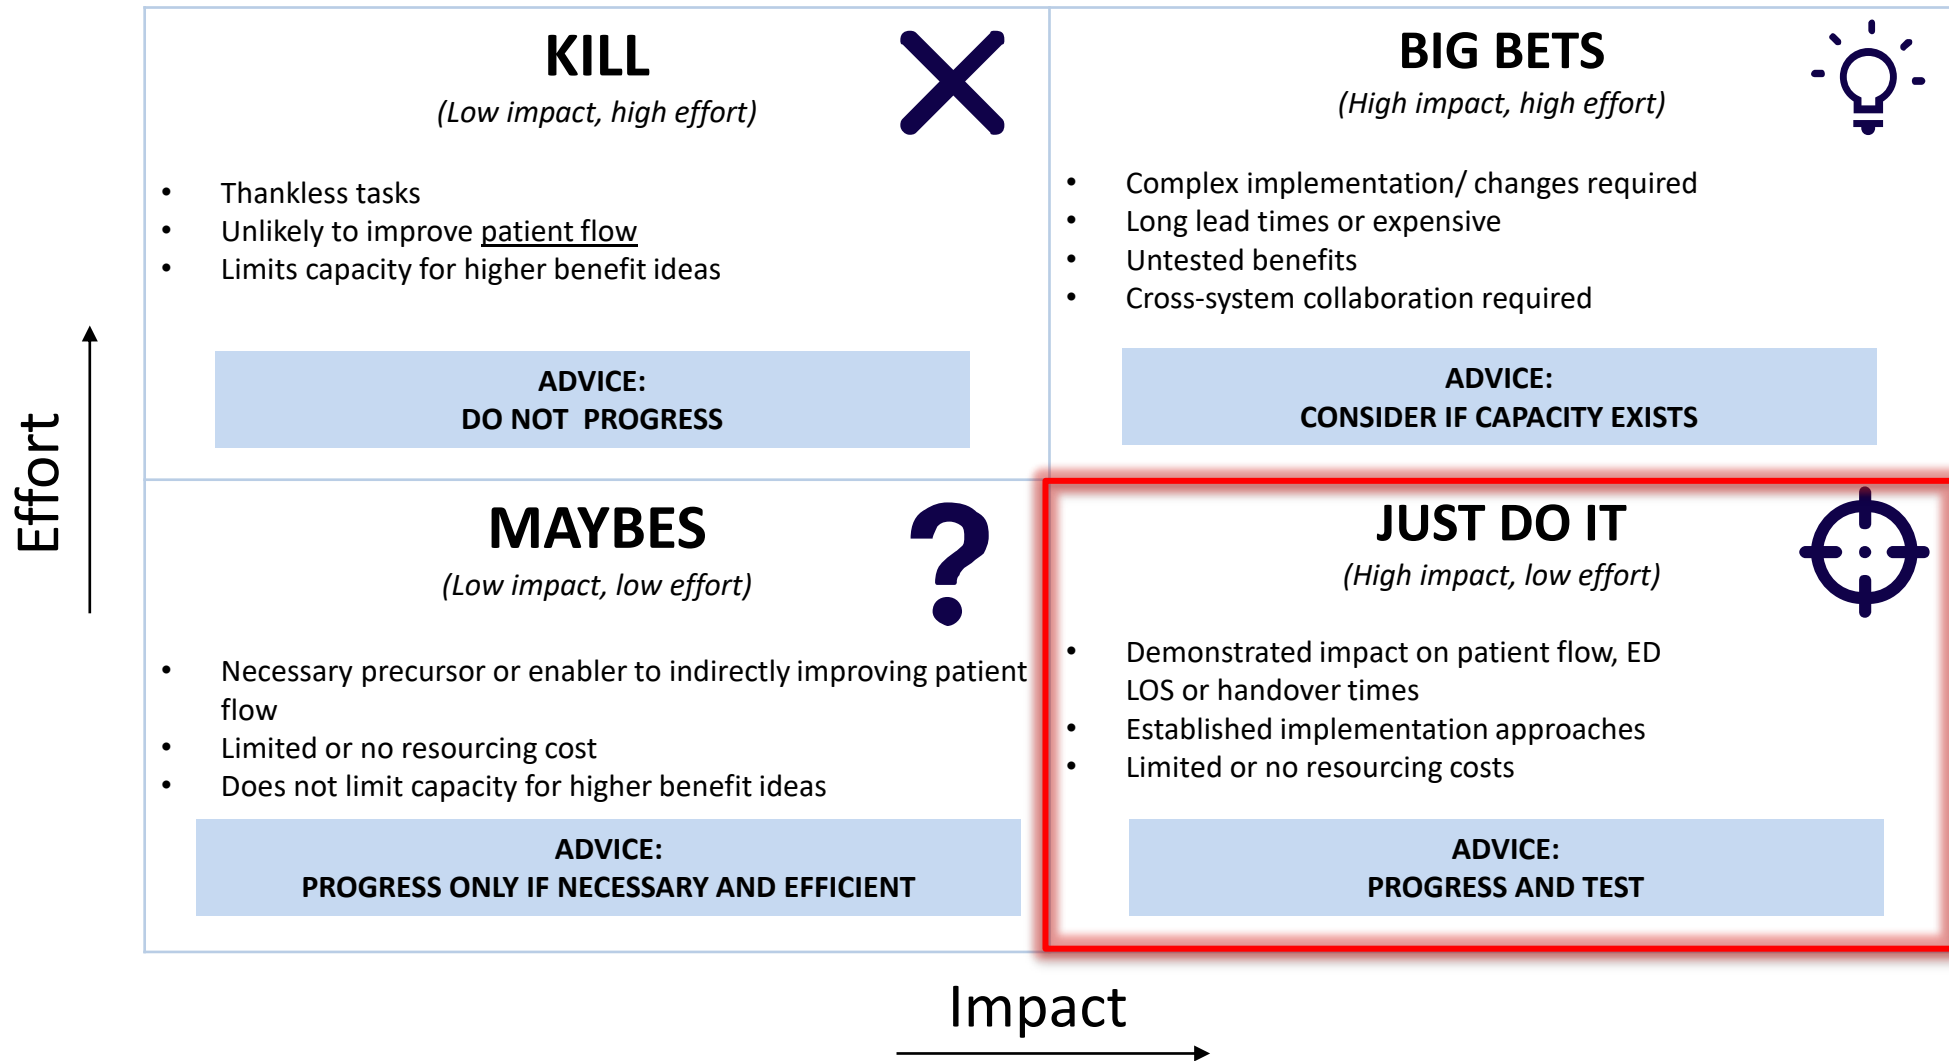 KILL
(Low impact, high effort)
• Thankless tasks
• Unlikely to improve patient flow
• Limits capacity for higher benefit ideas
ADVICE:
DO NOT PROGRESS
BIG BETS
(High impact, high effort)
• Complex implementation/ changes required
• Long lead times or expensive
• Untested benefits
• Cross-system collaboration required
ADVICE:
CONSIDER IF CAPACITY EXISTS
Effort
MAYBES
(Low impact, low effort)
• Necessary precursor or enabler to indirectly improving patient
flow
• Limited or no resourcing cost
• Does not limit capacity for higher benefit ideas
ADVICE:
PROGRESS ONLY IF NECESSARY AND EFFICIENT
JUST DO IT
(High impact, low effort)
• Demonstrated impact on patient flow, ED
LOS or handover times
• Established implementation approaches
• Limited or no resourcing costs
ADVICE:
PROGRESS AND TEST
Impact